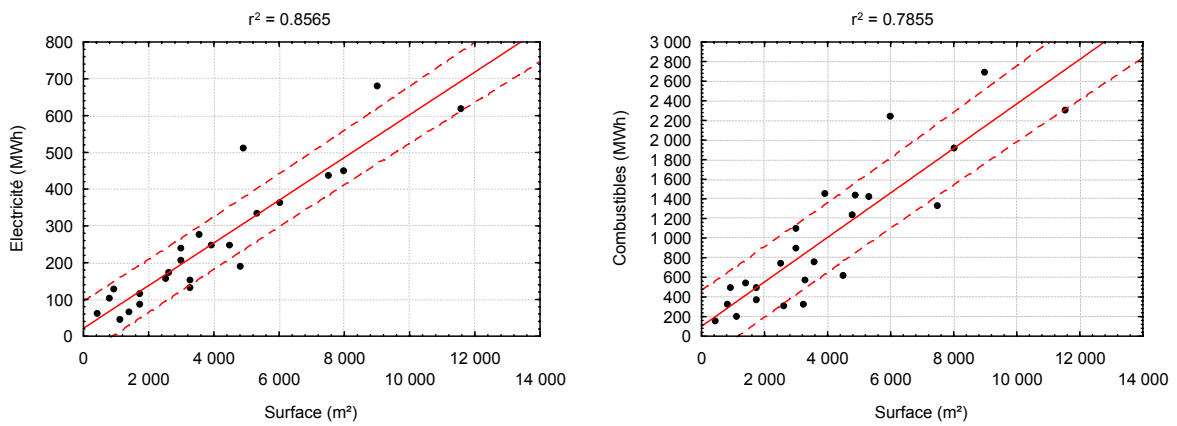 r² = 0.8565
800
700
600
500
400
300
200
100
0
Electricité (MWh)
0 4 000 8 000 12 000
2 000 6 000 10 000 14 000
Surface (m²)
r² = 0.7855
3 000
2 800
2 600
2 400
2 200
2 000
1 800
1 600
1 400
1 200
1 000
800
600
400
200
0
Combustibles (MWh)
0 4 000 8 000 12 000
2 000 6 000 10 000 14 000
Surface (m²)